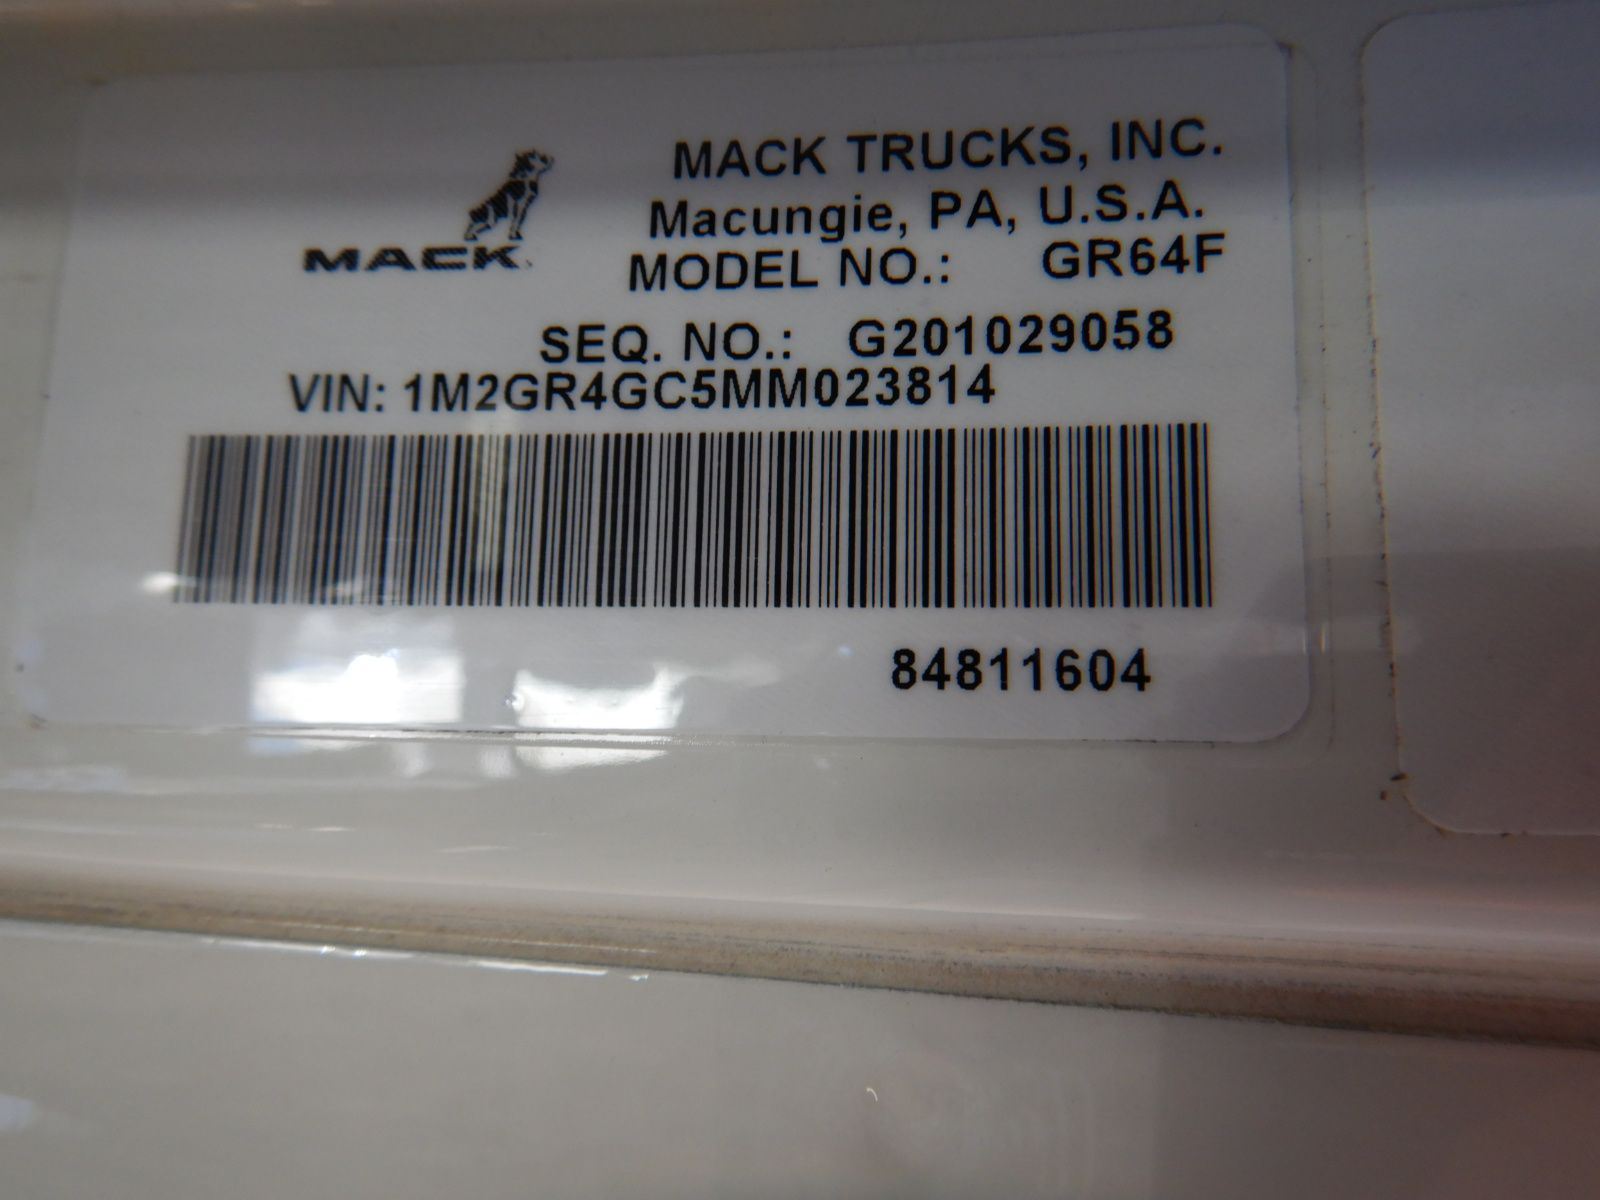 MACK
MACK TRUCKS, INC.
Macungie, PA, U.S.A.
MODEL NO.: GR64F
SEQ. NO.: G201029058
VIN: 1M2GR4GC5MM023814
84811604